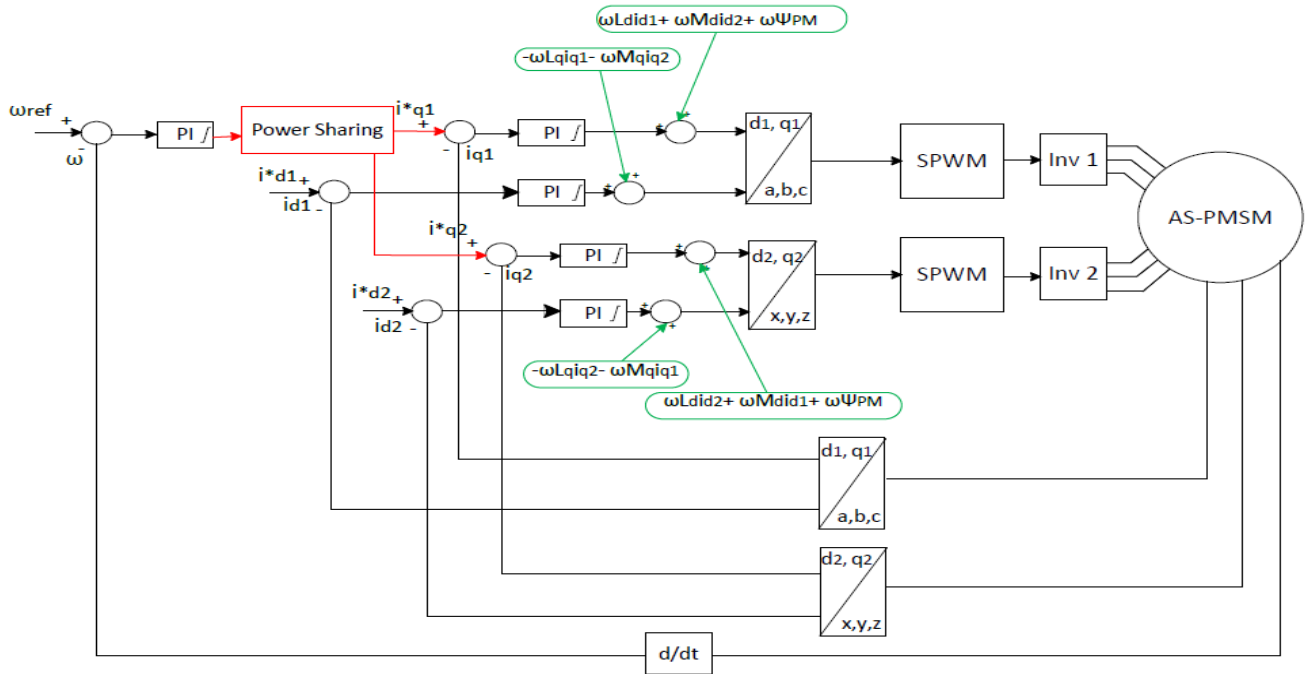 ωLdid1+ ωMdid2+ ωΨPM
-ωLqiq1- ωMqiq2
ωref
+
-
ω
PI
Power Sharing
i*q1
+
-
iq1
PI
+
+
d1, q1
a,b,c
SPWM
Inv 1
AS-PMSM
i*d1
+
id1
-
PI
+
+
i*q2
+
-
iq2
PI
+
+
d2, q2
x,y,z
SPWM
Inv 2
i*d2
+
id2
-
PI
+
+
-ωLqiq2- ωMqiq1
ωLdid2+ ωMdid1+ ωΨPM
d1, q1
a,b,c
d2, q2
x,y,z
d/dt